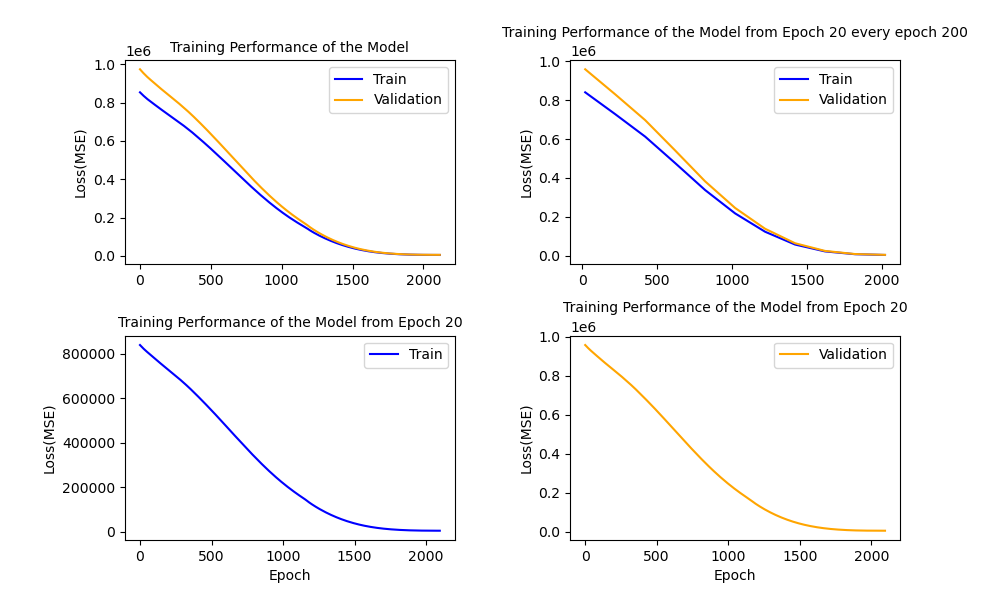 Training Performance of the Model
1e6
Loss(MSE)
1.0
0.8
0.6
0.4
0.2
0.0
0
500
1000
1500
2000
Train
Validation
Training Performance of the Model from Epoch 20 every epoch 200
1e6
Loss(MSE)
1.0
0.8
0.6
0.4
0.2
0.0
0
500
1000
1500
2000
Train
Validation
Training Performance of the Model from Epoch 20
Loss(MSE)
800000
600000
400000
200000
0
0
500
1000
1500
2000
Epoch
Train
Training Performance of the Model from Epoch 20
1e6
Loss(MSE)
1.0
0.8
0.6
0.4
0.2
0.0
0
500
1000
1500
2000
Epoch
Validation